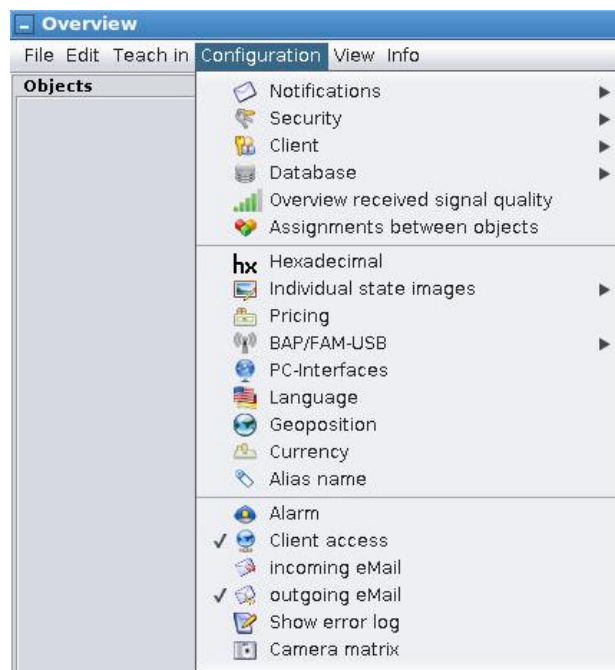 Overview
File Edit Teach in Configuration View Info
Objects
Notifications
Security
Client
Database
Overview received signal quality
Assignments between objects
hx Hexadecimal
Individual state images
Pricing
BAP/FAM-USB
PC-Interfaces
Language
Geoposition
Currency
Alias name
Alarm
Client access
incoming eMail
outgoing eMail
Show error log
Camera matrix